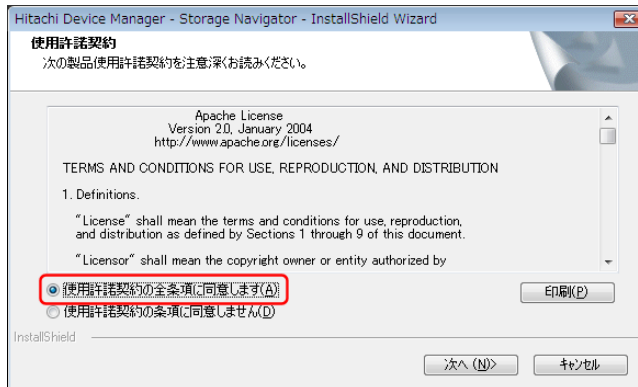 Hitachi Device Manager - Storage Navigator - InstallShield Wizard
使用許諾契約
次の製品使用許諾契約を注意深くお読みください。
Apache License
Version 2.0, January 2004
http://www.apache.org/licenses/
TERMS AND CONDITIONS FOR USE, REPRODUCTION, AND DISTRIBUTION
1. Definitions.
"License" shall mean the terms and conditions for use, reproduction,
and distribution as defined by Sections 1 through 9 of this document.
"Licensor" shall mean the copyright owner or entity authorized by
使用許諾契約の全条項に同意します(A)
印刷(P)
使用許諾契約の条項に同意しません(D)
InstallShield
次へ (N)>
キャンセル